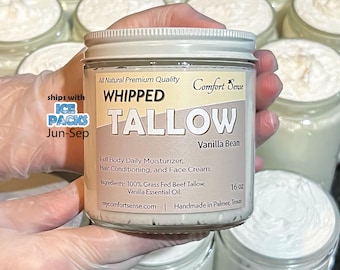 All Natural Premium Quality
Comfort Sense
ships with
ICE
PACKS
Jun-Sep
WHIPPED
TALLOW
Vanilla Bean
Full Body Daily Moisturizer,
Hair Conditioning, and Face Cream.
Ingredients: 100% Grass Fed Beef Tallow,
Vanilla Essential Oil.
16 oz
mycomfortsense.com | Handmade in Palmer, Texas